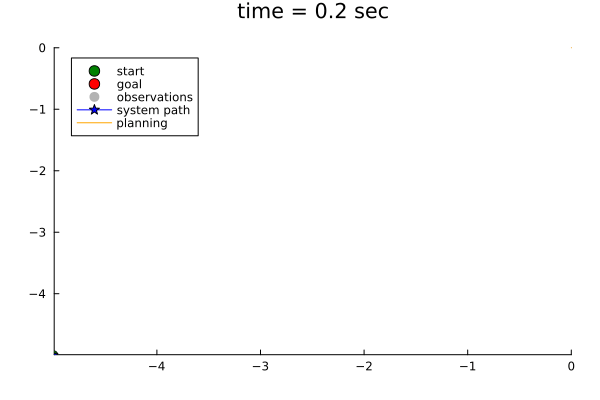 time = 0.2 sec
0
start
goal
observations
−1
system path
planning
−2
−3
−4
−4
−3
−2
−1
0